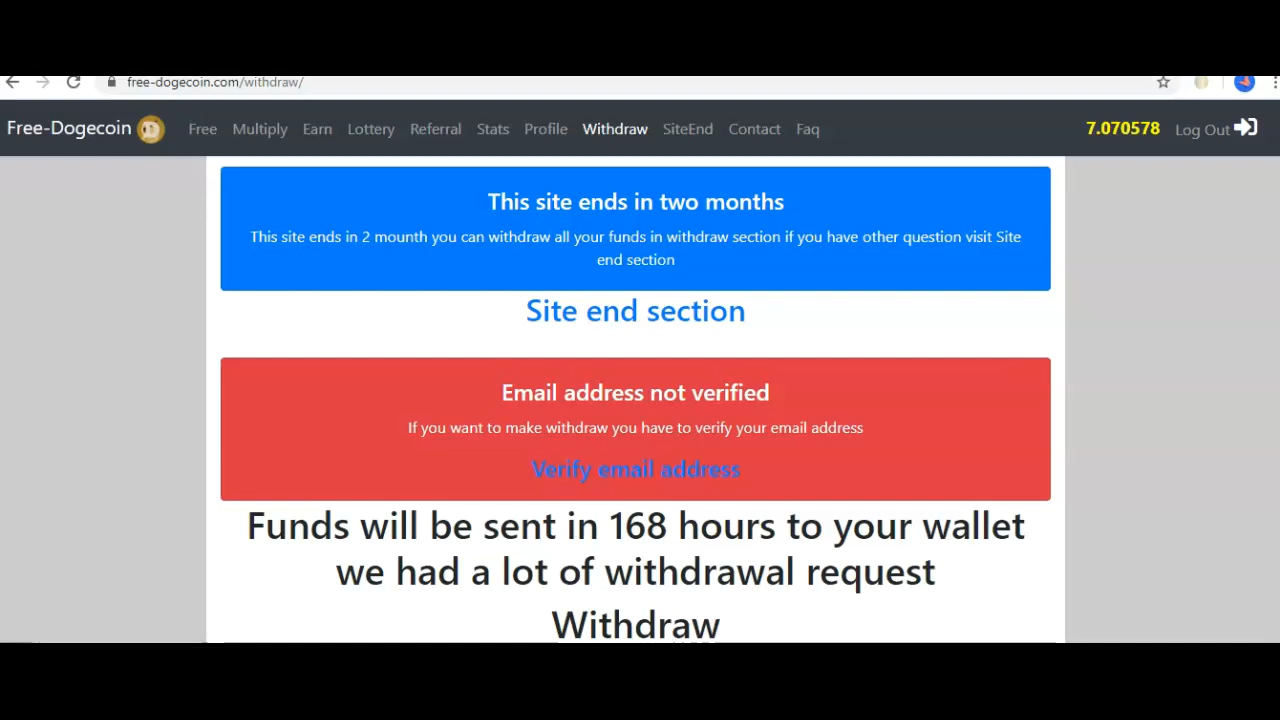 free-dogecoin.com/withdraw/
Free-Dogecoin Free Multiply Earn Lottery Referral Stats Profile Withdraw SiteEnd Contact Faq 7.070578 Log Out
This site ends in two months
This site ends in 2 mounth you can withdraw all your funds in withdraw section if you have other question visit Site
end section
Site end section
Email address not verified
If you want to make withdraw you have to verify your email address
Verify email address
Funds will be sent in 168 hours to your wallet
we had a lot of withdrawal request
Withdraw